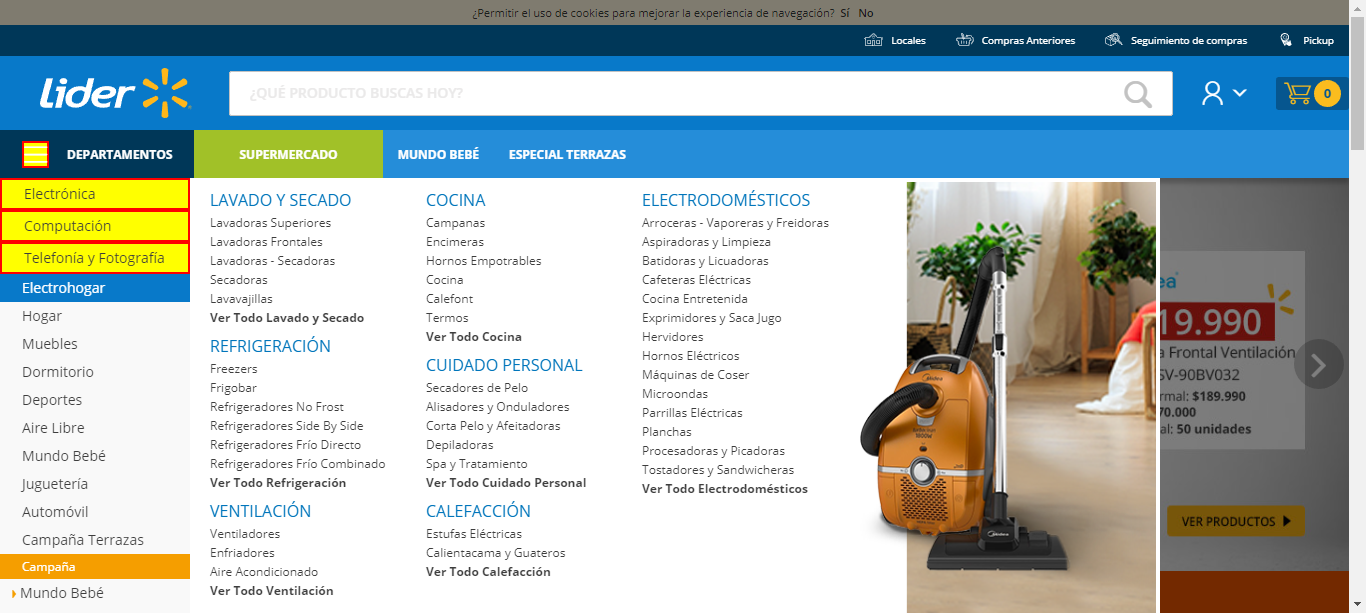 ¿Permitir el uso de cookies para mejorar la experiencia de navegación? Sí No
Locales Compras Anteriores Seguimiento de compras Pickup
lider
¿QUÉ PRODUCTO BUSCAS HOY?
0
DEPARTAMENTOS SUPERMERCADO MUNDO BEBÉ ESPECIAL TERRAZAS
Electrónica
Computación
Telefonía y Fotografía
Electrohogar
Hogar
Muebles
Dormitorio
Deportes
Aire Libre
Mundo Bebé
Juguetería
Automóvil
Campaña Terrazas
Campaña
Mundo Bebé
LAVADO Y SECADO
Lavadoras Superiores
Lavadoras Frontales
Lavadoras - Secadoras
Secadoras
Lavavajillas
Ver Todo Lavado y Secado
REFRIGERACIÓN
Freezers
Frigobar
Refrigeradores No Frost
Refrigeradores Side By Side
Refrigeradores Frío Directo
Refrigeradores Frío Combinado
Ver Todo Refrigeración
VENTILACIÓN
Ventiladores
Enfriadores
Aire Acondicionado
Ver Todo Ventilación
COCINA
Campanas
Encimeras
Hornos Empotrables
Cocina
Calefont
Termos
Ver Todo Cocina
CUIDADO PERSONAL
Secadores de Pelo
Alisadores y Onduladores
Corta Pelo y Afeitadoras
Depiladoras
Spa y Tratamiento
Ver Todo Cuidado Personal
CALEFACCIÓN
Estufas Eléctricas
Calientacama y Guateros
Ver Todo Calefacción
ELECTRODOMÉSTICOS
Arroceras - Vaporeras y Freidoras
Aspiradoras y Limpieza
Batidoras y Licuadoras
Cafeteras Eléctricas
Cocina Entretenida
Exprimidores y Saca Jugo
Hervidores
Hornos Eléctricos
Máquinas de Coser
Microondas
Parrillas Eléctricas
Planchas
Procesadoras y Picadoras
Tostadores y Sandwicheras
Ver Todo Electrodomésticos
Midea
1800W
Midea
ea
19.990
a Frontal Ventilación
SV-90BV032
rmal: $189.990
70.000
al: 50 unidades
VER PRODUCTOS